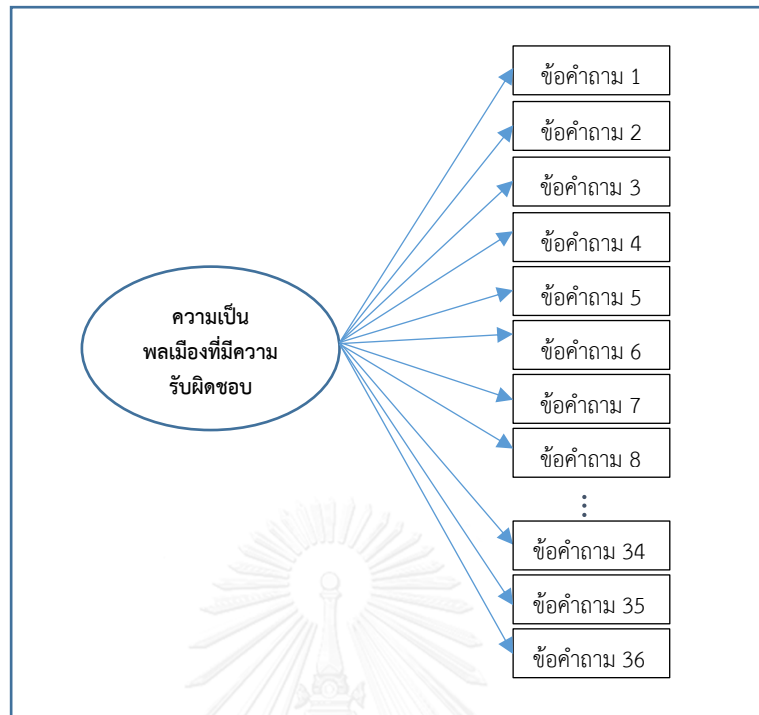 ข้อคำถาม 1
ข้อคำถาม 2
ข้อคำถาม 3
ข้อคำถาม 4
ข้อคำถาม 5
ข้อคำถาม 6
ข้อคำถาม 7
ข้อคำถาม 8
⋮
ข้อคำถาม 34
ข้อคำถาม 35
ข้อคำถาม 36
ความเป็น
พลเมืองที่มีความ
รับผิดชอบ